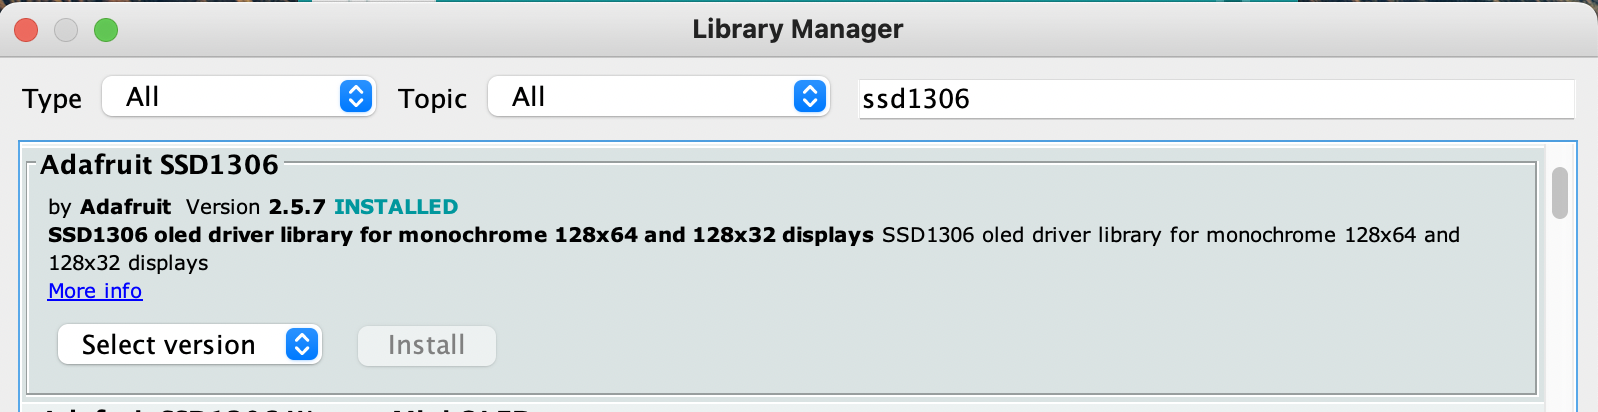 Library Manager
Type All Topic All ssd1306
Adafruit SSD1306
by Adafruit Version 2.5.7 INSTALLED
SSD1306 oled driver library for monochrome 128x64 and 128x32 displays SSD1306 oled driver library for monochrome 128x64 and
128x32 displays
More info
Select version Install